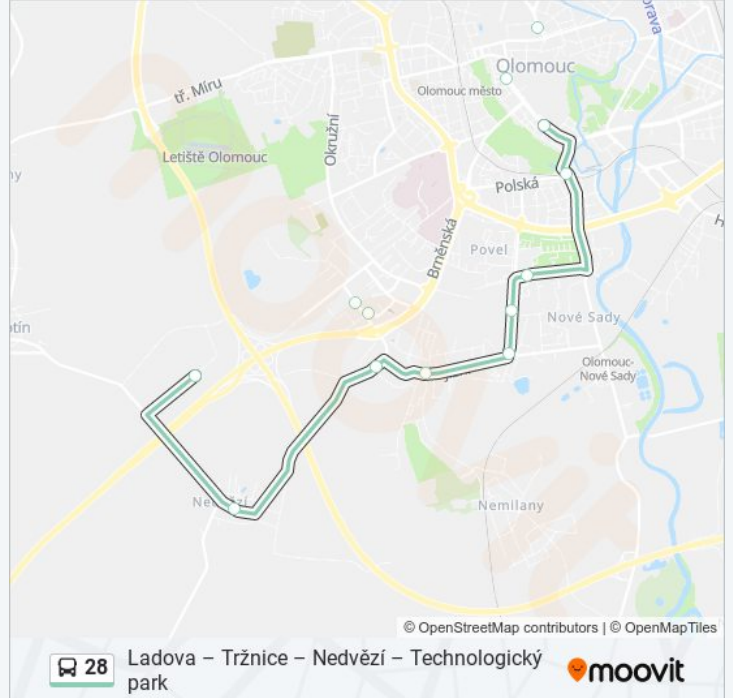 Olomouc
Olomouc město
tř. Míru
Okružní
Letiště Olomouc
Polská
Brněnská
Povel
Nové Sady
Olomouc-
Nové Sady
Nemilany
© OpenStreetMap contributors | © OpenMapTiles
28
Ladova – Tržnice – Nedvězí – Technologický
park
moovit